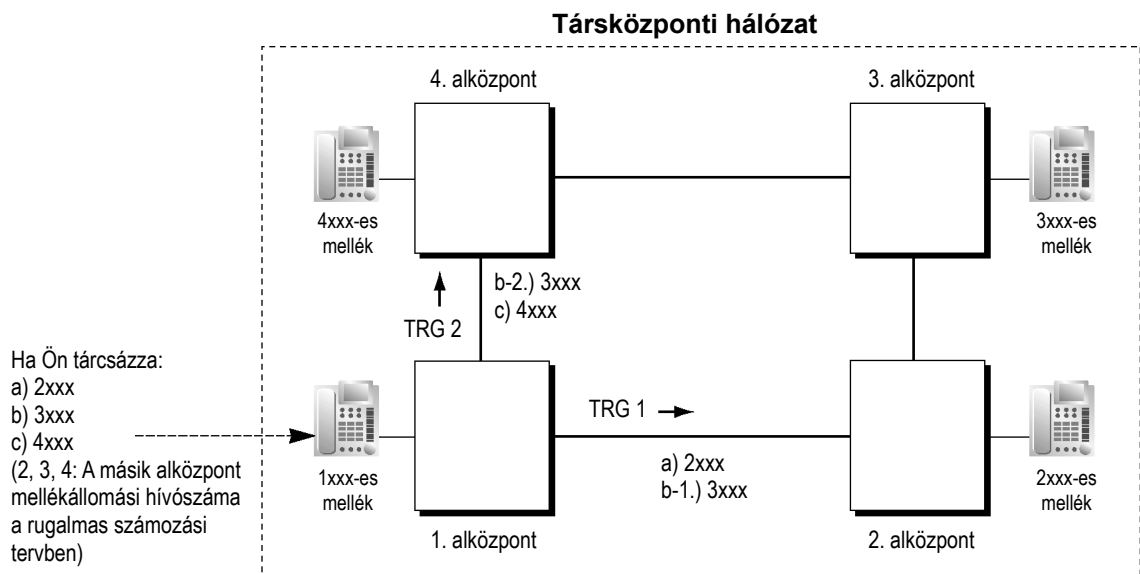 Társközponti hálózat
4. alközpont
3. alközpont
4xxx-es
mellék
3xxx-es
mellék
b-2.) 3xxx
c) 4xxx
TRG 2
Ha Ön tárcsázza:
a) 2xxx
b) 3xxx
c) 4xxx
(2, 3, 4: A másik alközpont
mellékállomási hívószáma
a rugalmas számozási
tervben)
TRG 1
a) 2xxx
b-1.) 3xxx
1xxx-es
mellék
2xxx-es
mellék
1. alközpont
2. alközpont